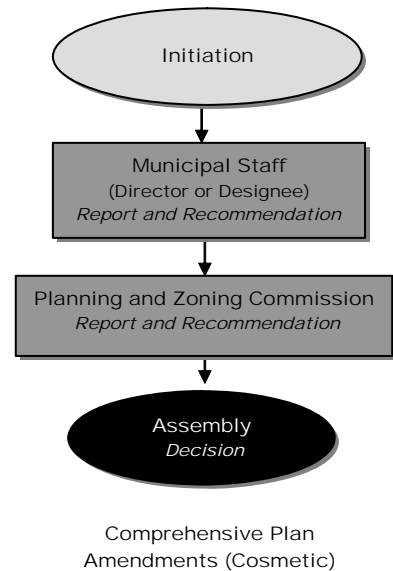 Initiation
Municipal Staff
(Director or Designee)
Report and Recommendation
Planning and Zoning Commission
Report and Recommendation
Assembly
Decision
Comprehensive Plan
Amendments (Cosmetic)